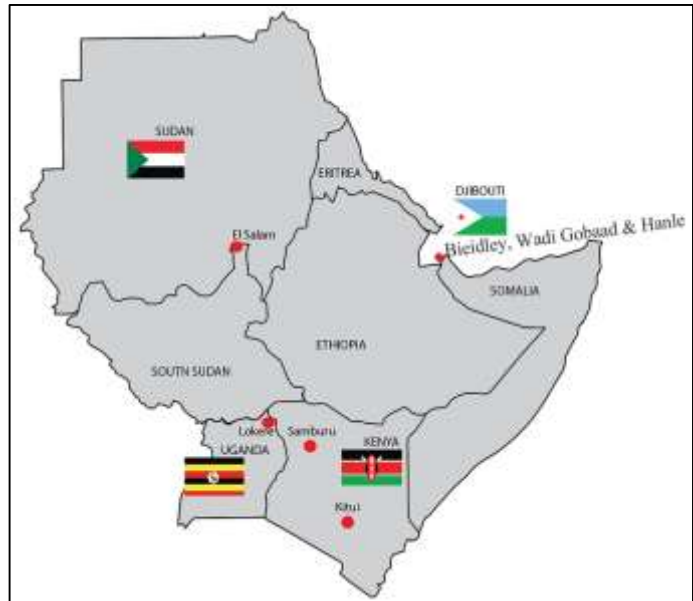 SUDAN
ERITREA
DJIBOUTI
El Salam
Bieidley, Wadi Gobaad & Hanle
SOMALIA
ETHIOPIA
SOUTN SUDAN
Lokere
Samburu
KENYA
UGANDA
Kitui